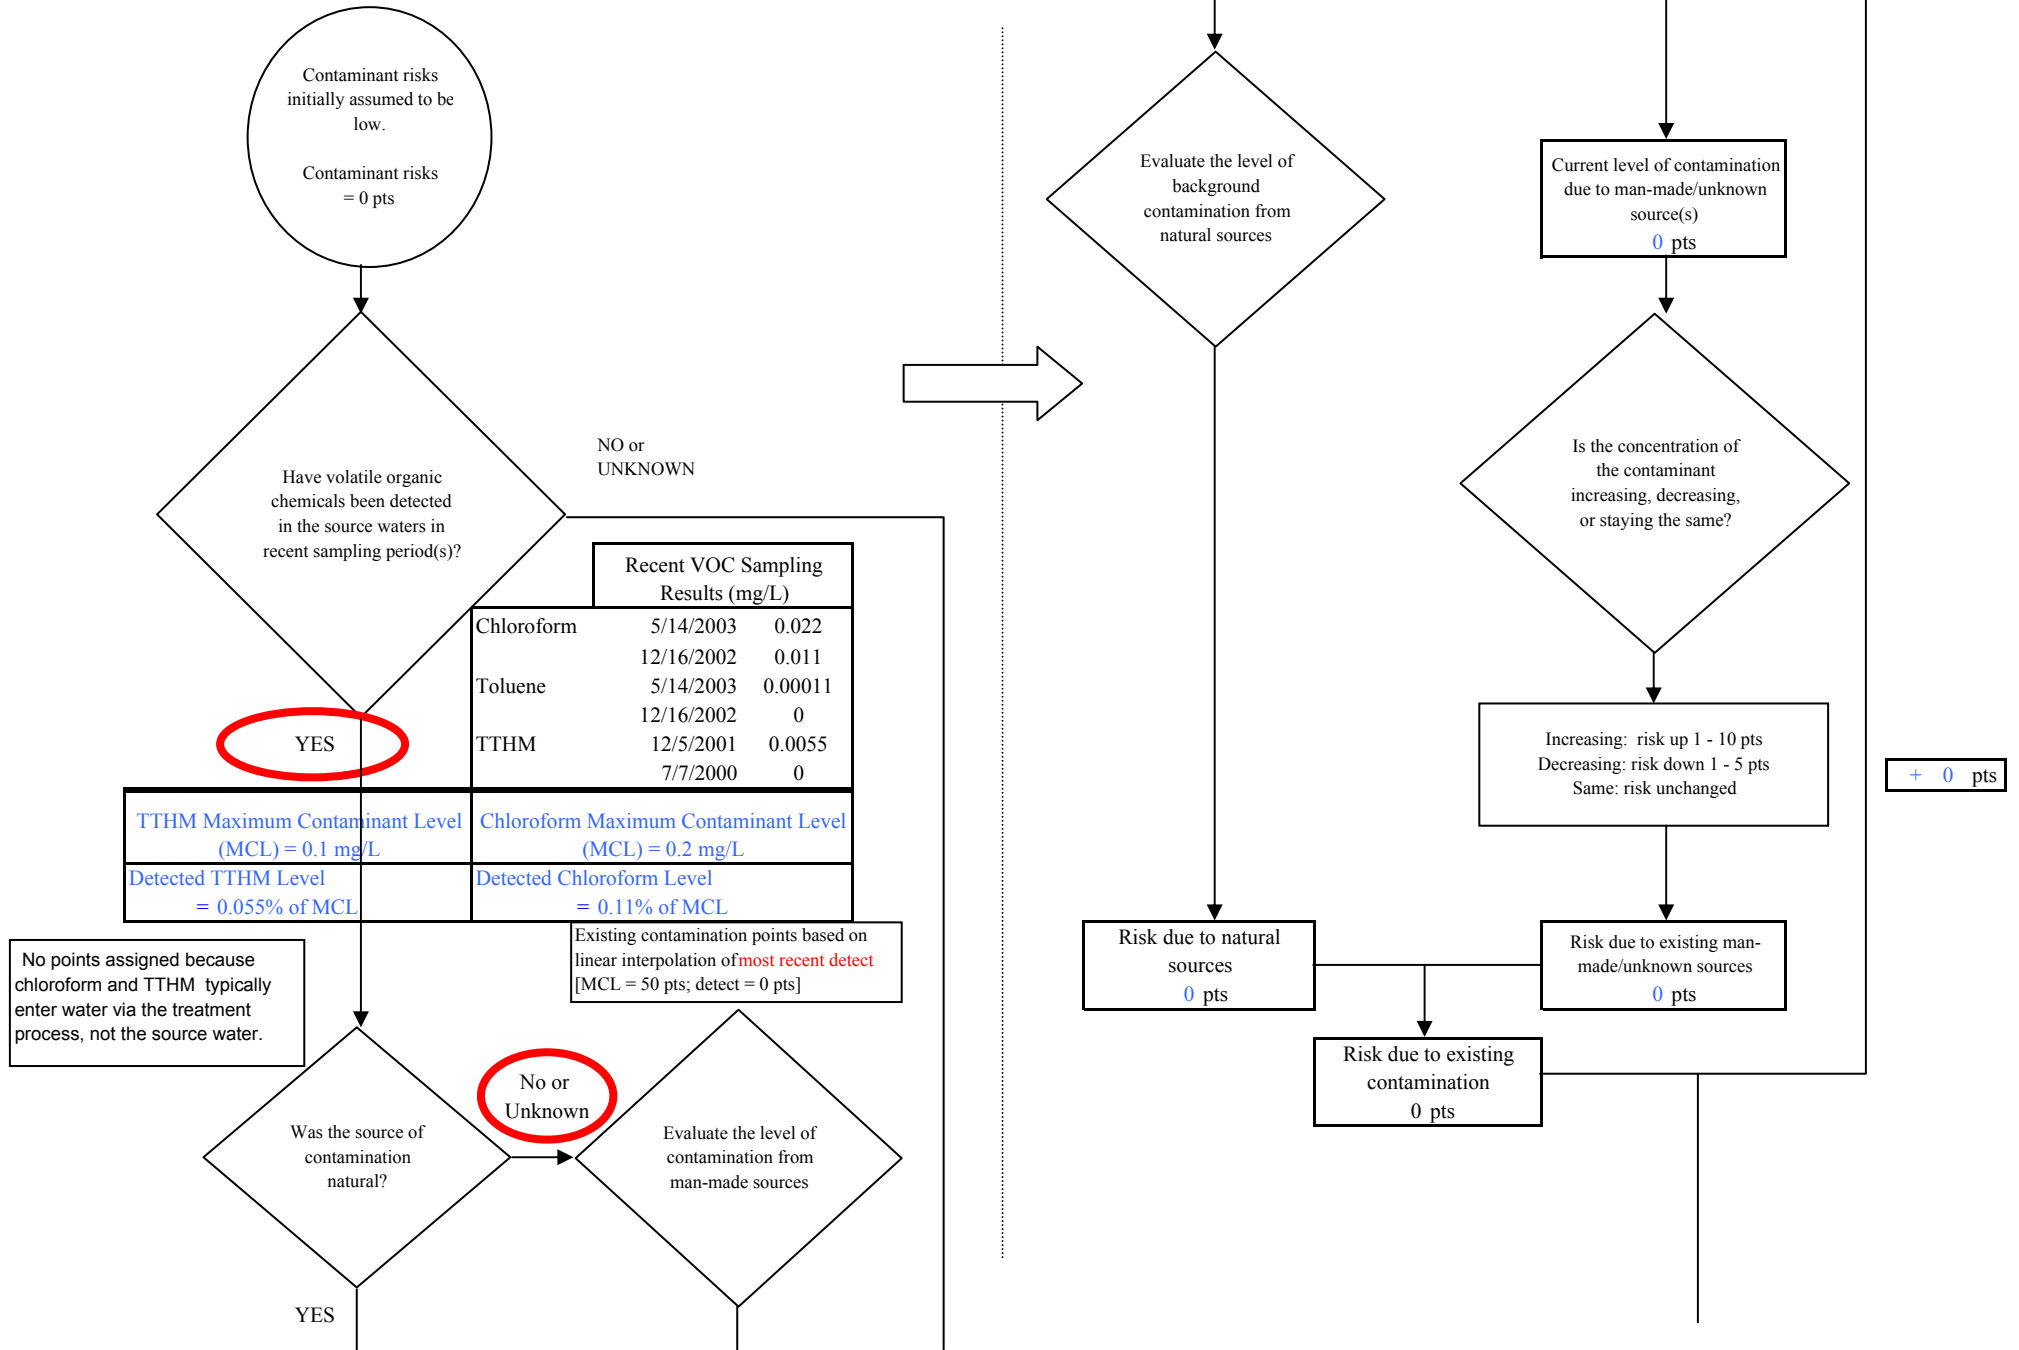 Contaminant risks
initially assumed to be
low.
Contaminant risks
= 0 pts
Have volatile organic
chemicals been detected
in the source waters in
recent sampling period(s)?
NO or
UNKNOWN
YES
Recent VOC Sampling
Results (mg/L)
Chloroform 5/14/2003 0.022
12/16/2002 0.011
Toluene 5/14/2003 0.00011
12/16/2002 0
TTHM 12/5/2001 0.0055
7/7/2000 0
TTHM Maximum Contaminant Level
(MCL) = 0.1 mg/L
Chloroform Maximum Contaminant Level
(MCL) = 0.2 mg/L
Detected TTHM Level
= 0.055% of MCL
Detected Chloroform Level
= 0.11% of MCL
No points assigned because
chloroform and TTHM typically
enter water via the treatment
process, not the source water.
Existing contamination points based on
linear interpolation of most recent detect
[MCL = 50 pts; detect = 0 pts]
Was the source of
contamination
natural?
No or
Unknown
Evaluate the level of
contamination from
man-made sources
YES
Evaluate the level of
background
contamination from
natural sources
Current level of contamination
due to man-made/unknown
source(s)
0 pts
Is the concentration of
the contaminant
increasing, decreasing,
or staying the same?
Increasing: risk up 1 - 10 pts
Decreasing: risk down 1 - 5 pts
Same: risk unchanged
+ 0 pts
Risk due to natural
sources
0 pts
Risk due to existing man-
made/unknown sources
0 pts
Risk due to existing
contamination
0 pts